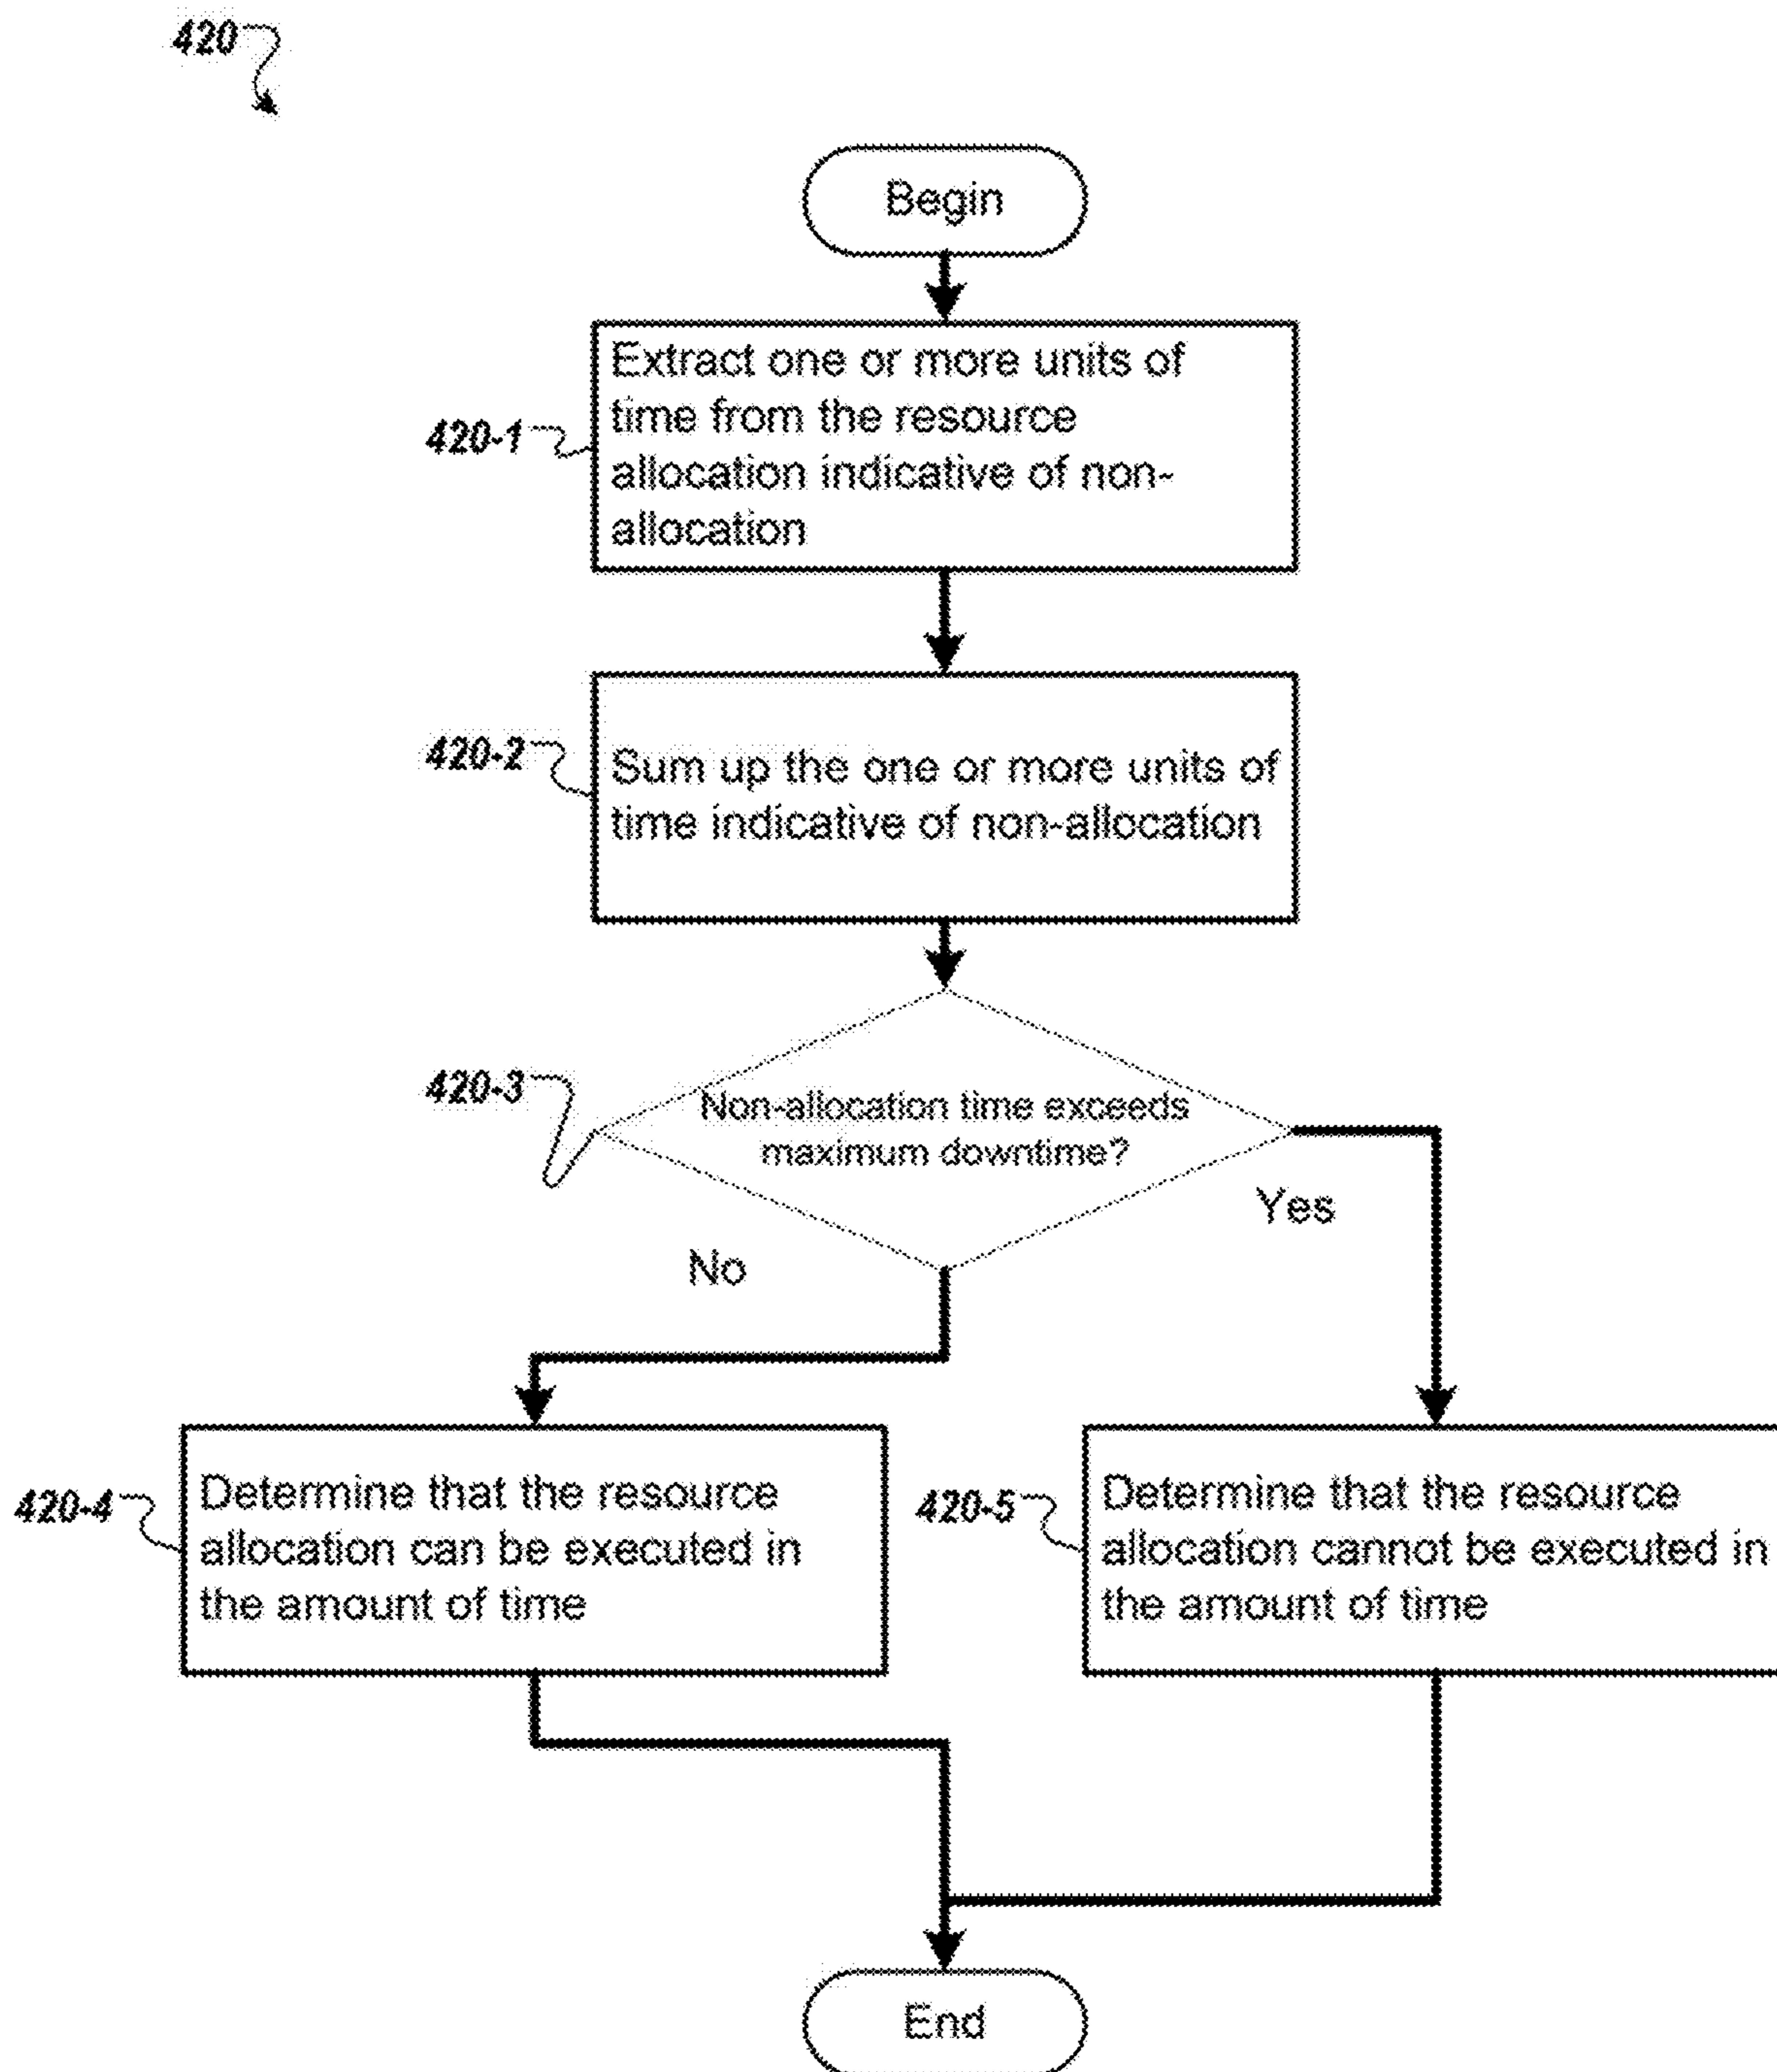 420
Begin
420-1
Extract one or more units of
time from the resource
allocation indicative of non-
allocation
420-2
Sum up the one or more units of
time indicative of non-allocation
420-3
Non-allocation time exceeds
maximum downtime?
Yes
No
420-4
Determine that the resource
allocation can be executed in
the amount of time
420-5
Determine that the resource
allocation cannot be executed in
the amount of time
End